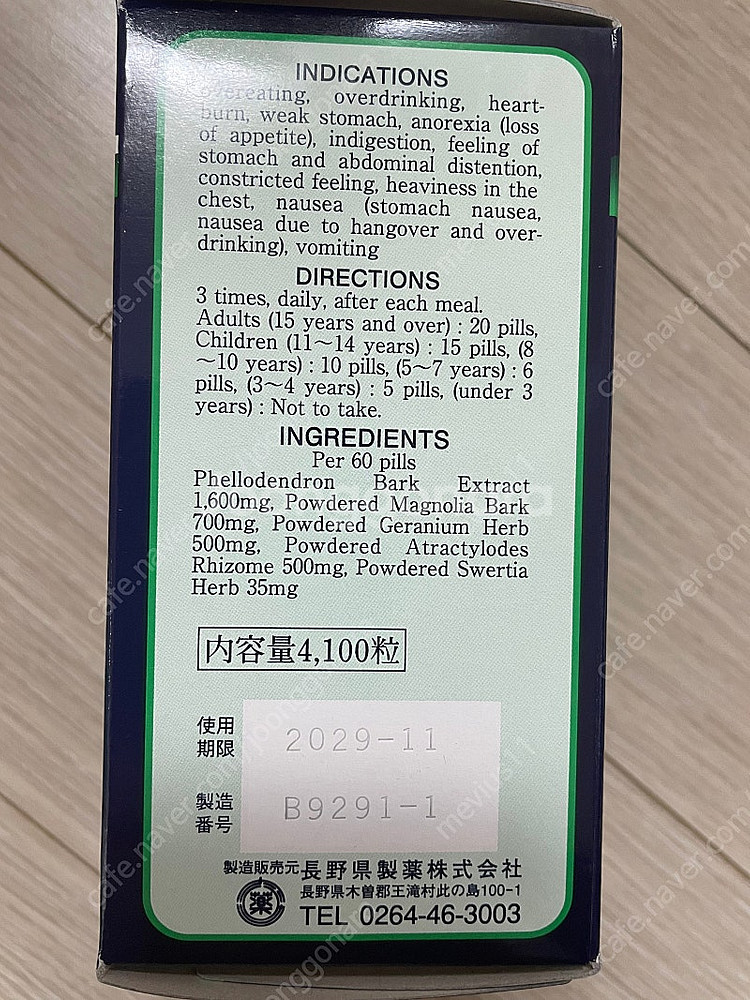 INDICATIONS
overeating, overdrinking, heart-
burn, weak stomach, anorexia (loss
of appetite), indigestion, feeling of
stomach and abdominal distention,
constricted feeling, heaviness in the
chest, nausea (stomach nausea,
nausea due to hangover and over-
drinking), vomiting
DIRECTIONS
3 times, daily, after each meal.
Adults (15 years and over) : 20 pills,
Children (11〜14 years) : 15 pills, (8
〜10 years) : 10 pills, (5〜7 years) : 6
pills, (3〜4 years) : 5 pills, (under 3
years) : Not to take.
INGREDIENTS
Per 60 pills
Phellodendron Bark Extract
1,600mg, Powdered Magnolia Bark
700mg, Powdered Geranium Herb
500mg, Powdered Atractylodes
Rhizome 500mg, Powdered Swertia
Herb 35mg
内容量4,100粒
使用
期限
2029-11
製造
番号
B9291-1
製造販売元長野県製薬株式会社
薬
長野県木曽郡王滝村此の島100-1
TEL 0264-46-3003
cafe.naver.com
mevius11